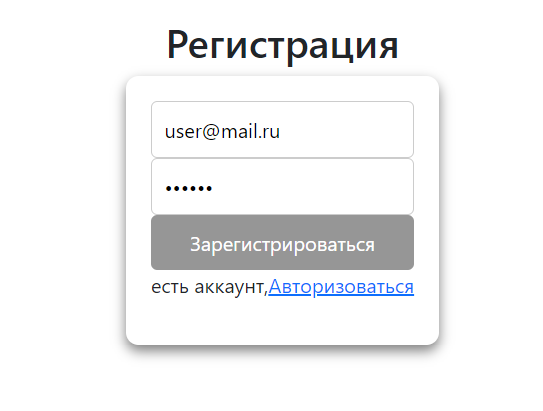 Регистрация
user@mail.ru
••••••
Зарегистрироваться
есть аккаунт,Авторизоваться